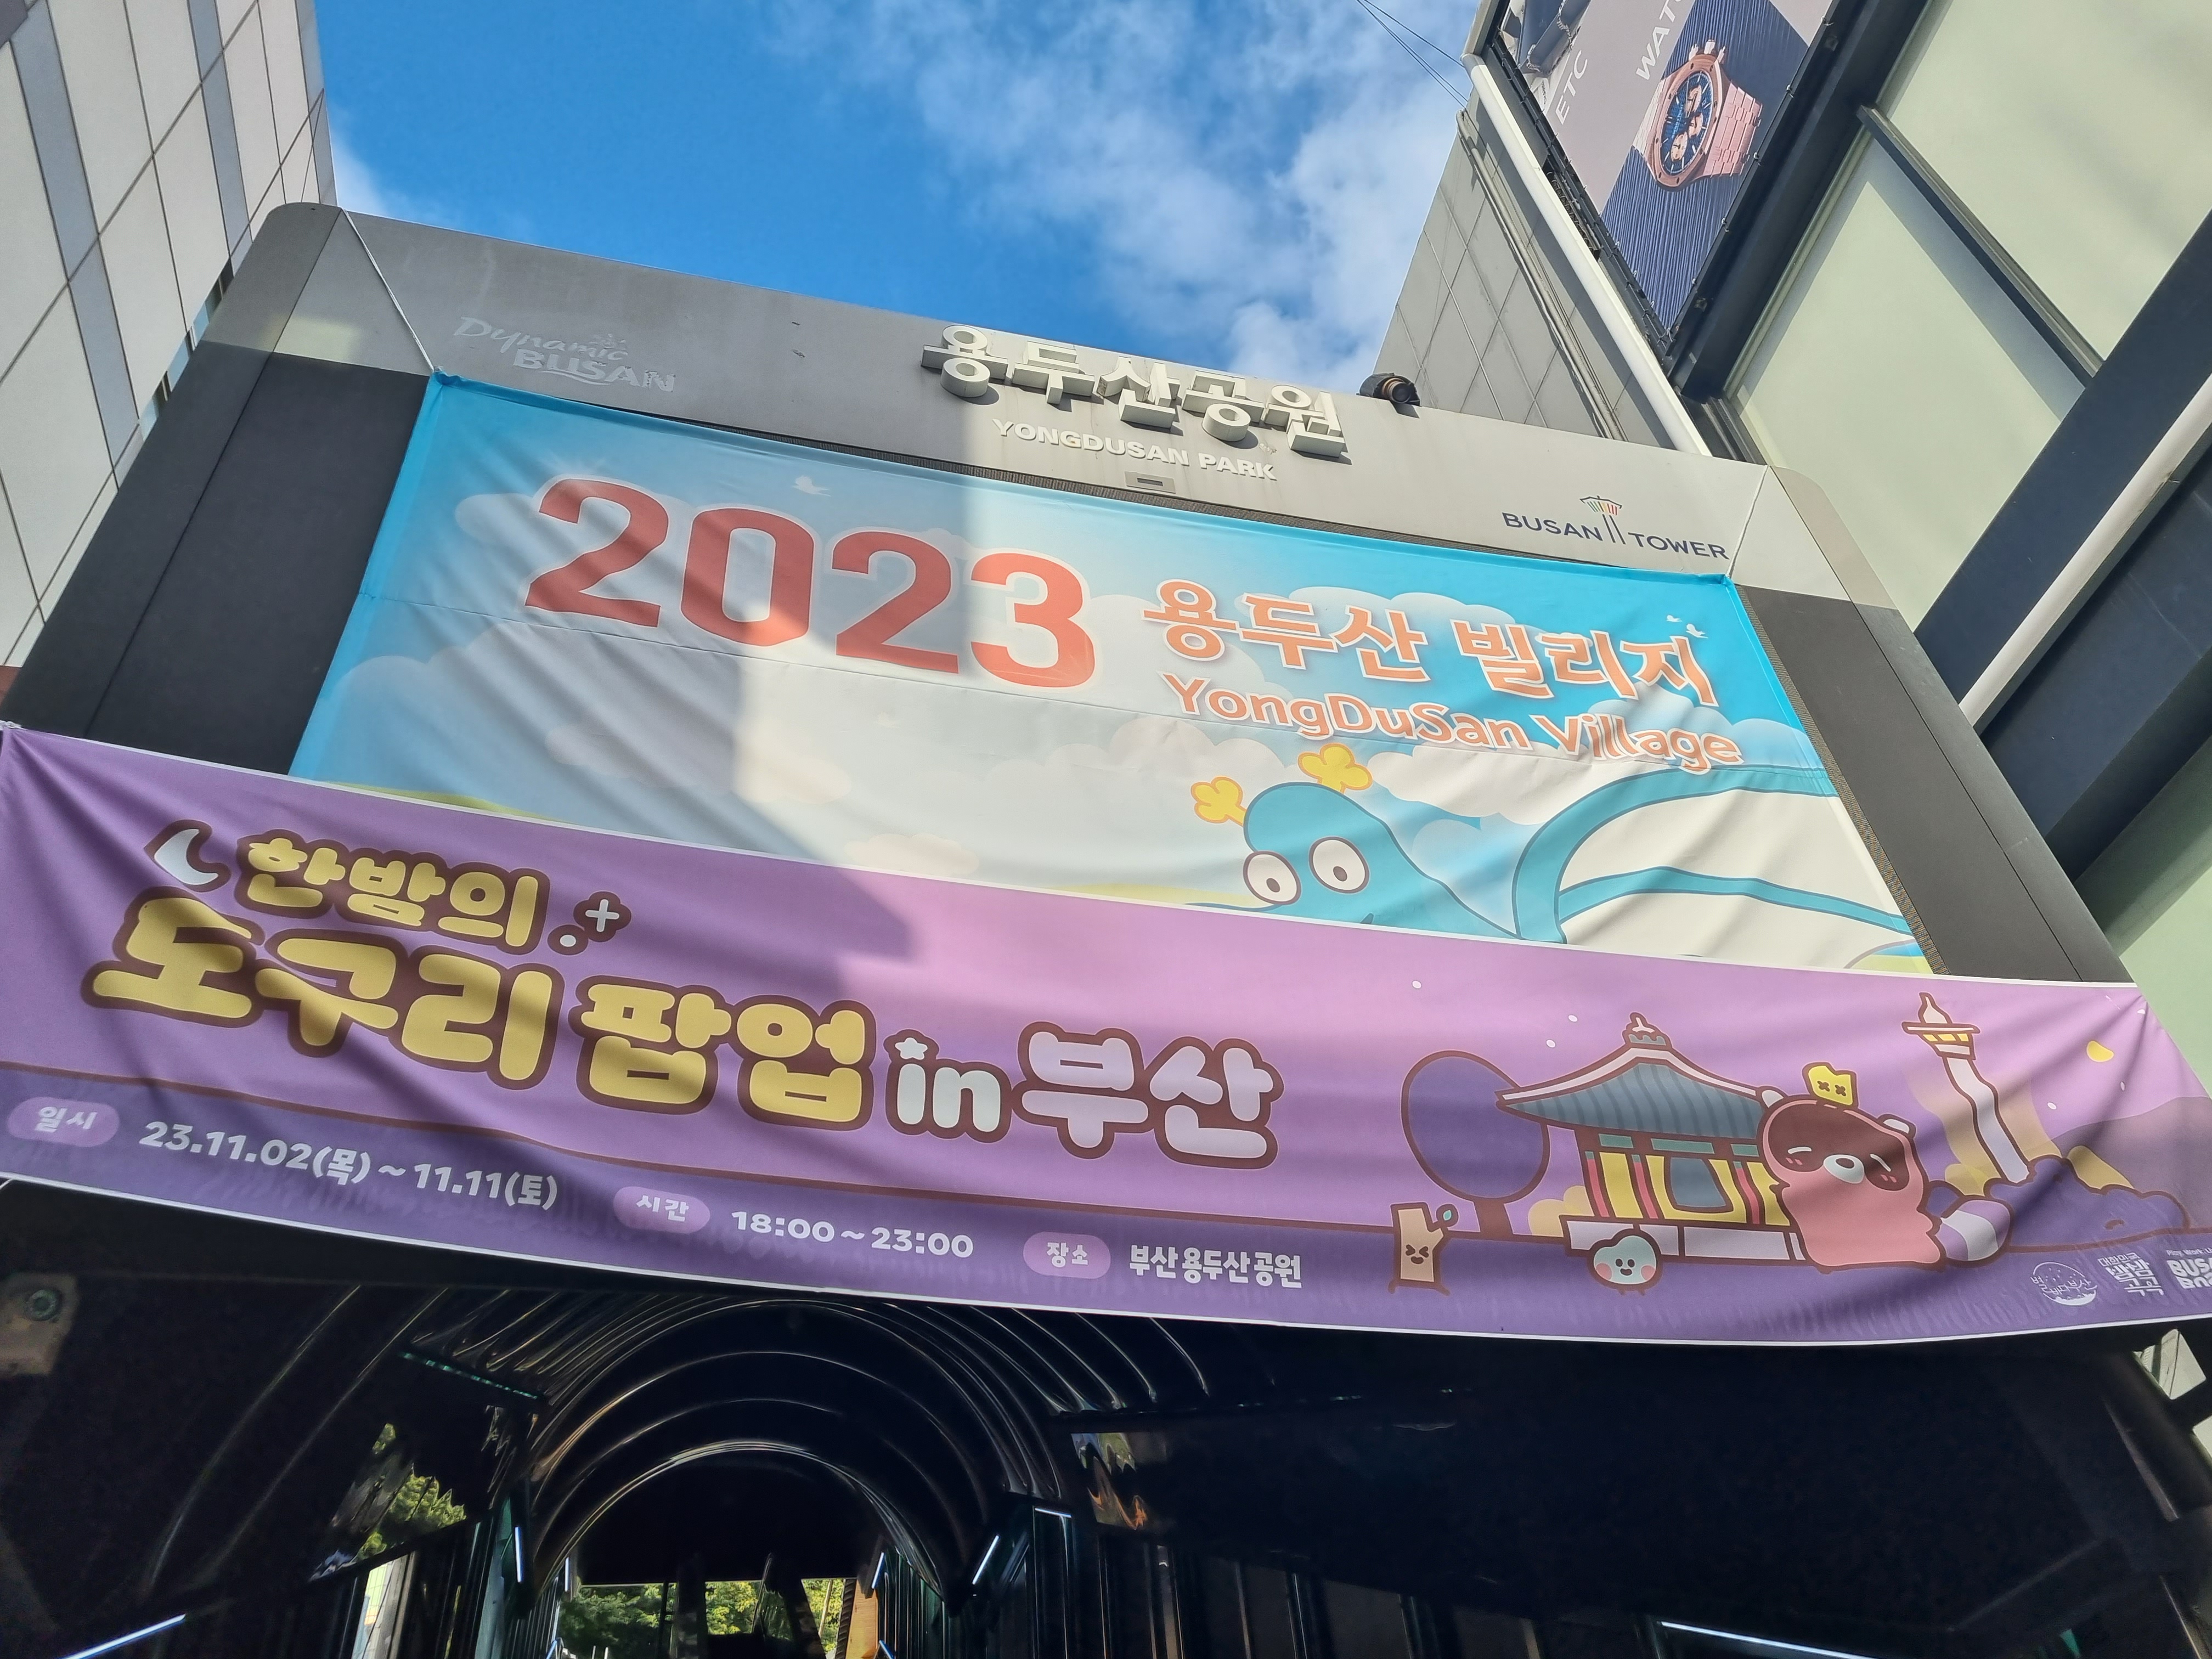 WAT
ETC
Dynamic
BUSAN
용두산공원
YONGDUSAN PARK
BUSAN TOWER
2023 용두산 빌리지
YongDuSan Village
한밤의
도구리 팝업 in 부산
일시 23.11.02(목) ~ 11.11(토) 시간 18:00 ~ 23:00 장소 부산 용두산 공원